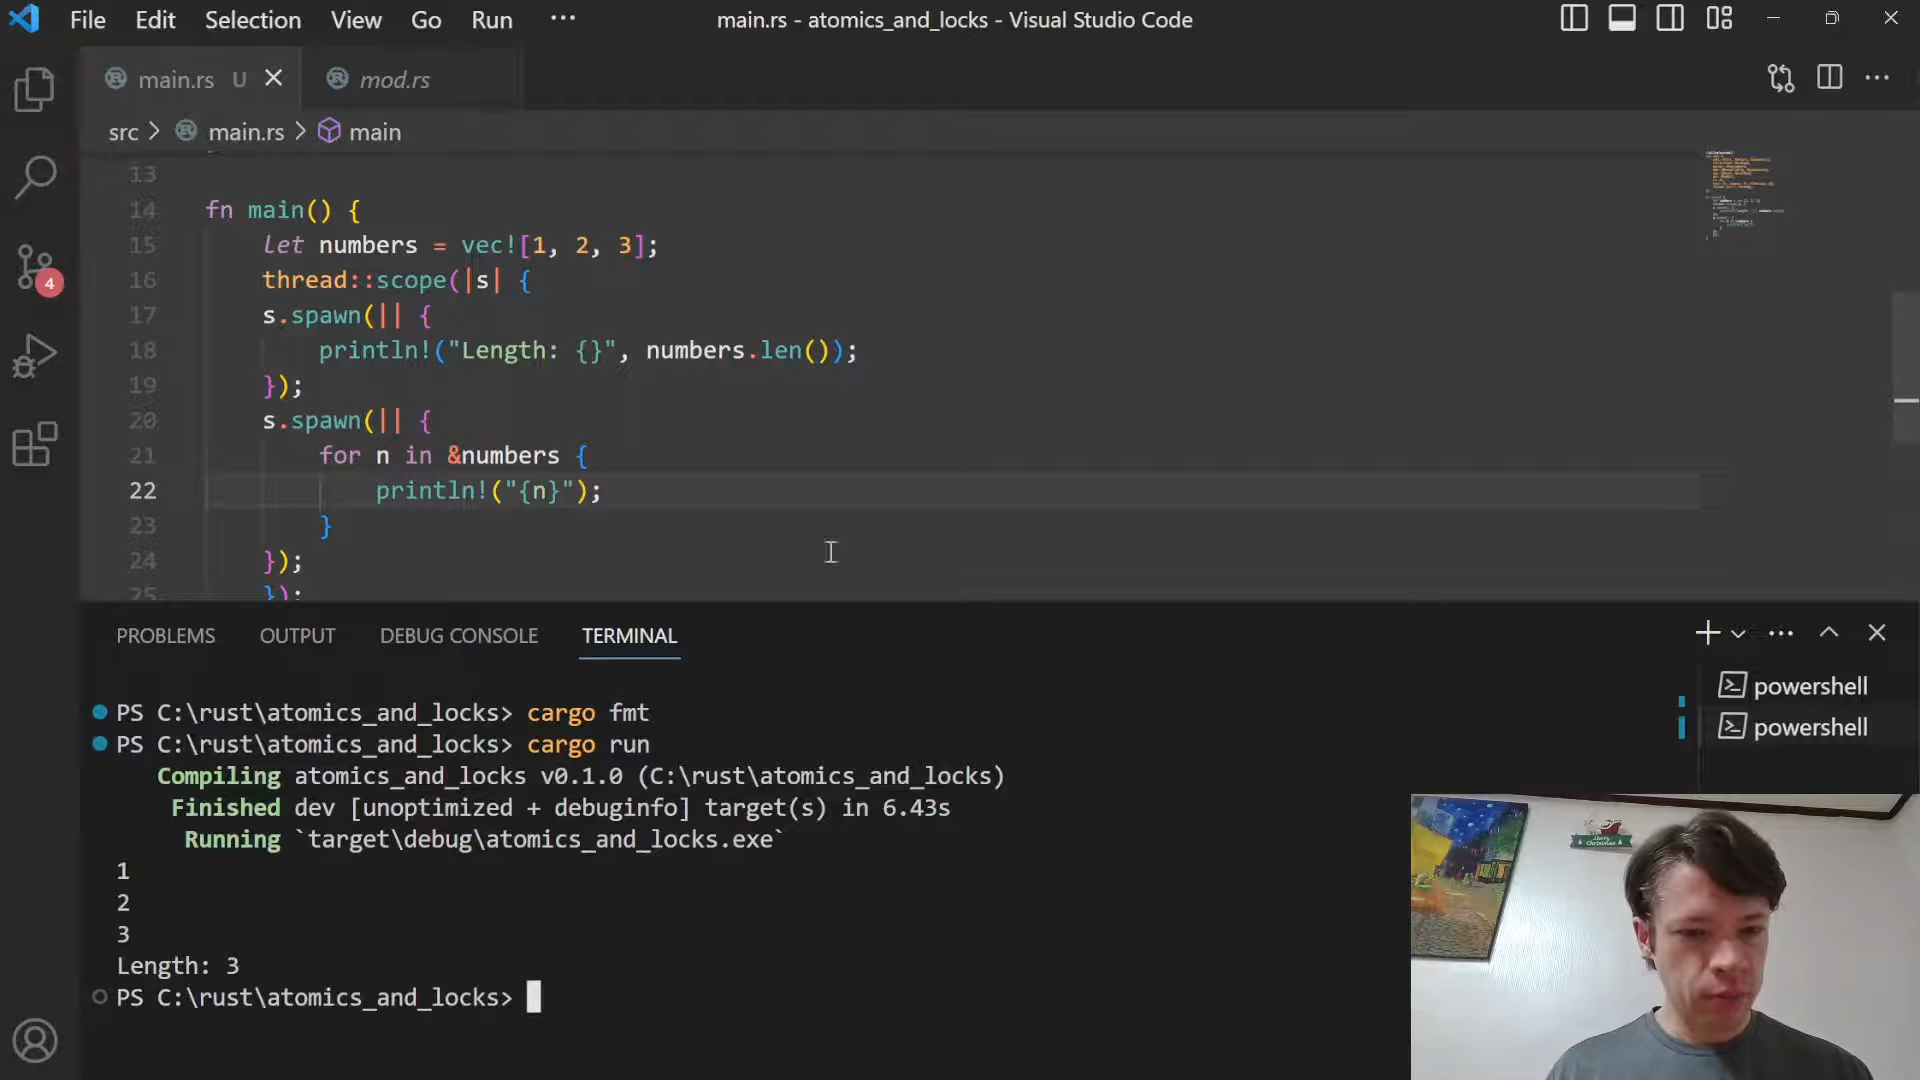 File Edit Selection View Go Run ··· main.rs - atomics_and_locks - Visual Studio Code
main.rs U mod.rs
src > main.rs > main
13
14 fn main() {
15 let numbers = vec![1, 2, 3];
16 thread::scope(|s| {
17 s.spawn(|| {
18 println!("Length: {}", numbers.len());
19 });
20 s.spawn(|| {
21 for n in &numbers {
22 println!("{n}");
23 }
24 });
25 });
4
PROBLEMS OUTPUT DEBUG CONSOLE TERMINAL
powershell
powershell
PS C:\rust\atomics_and_locks> cargo fmt
PS C:\rust\atomics_and_locks> cargo run
Compiling atomics_and_locks v0.1.0 (C:\rust\atomics_and_locks)
Finished dev [unoptimized + debuginfo] target(s) in 6.43s
Running `target\debug\atomics_and_locks.exe`
1
2
3
Length: 3
PS C:\rust\atomics_and_locks>
Merry
Christmas